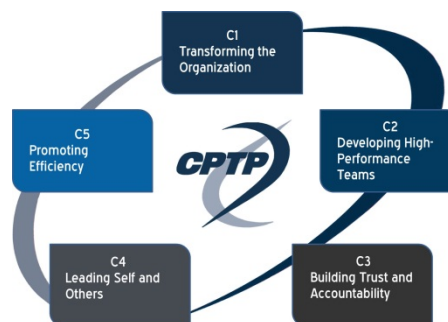 C1
Transforming the
Organization
C2
Developing High-
Performance
Teams
C3
Building Trust and
Accountability
C4
Leading Self and
Others
C5
Promoting
Efficiency
CPTP